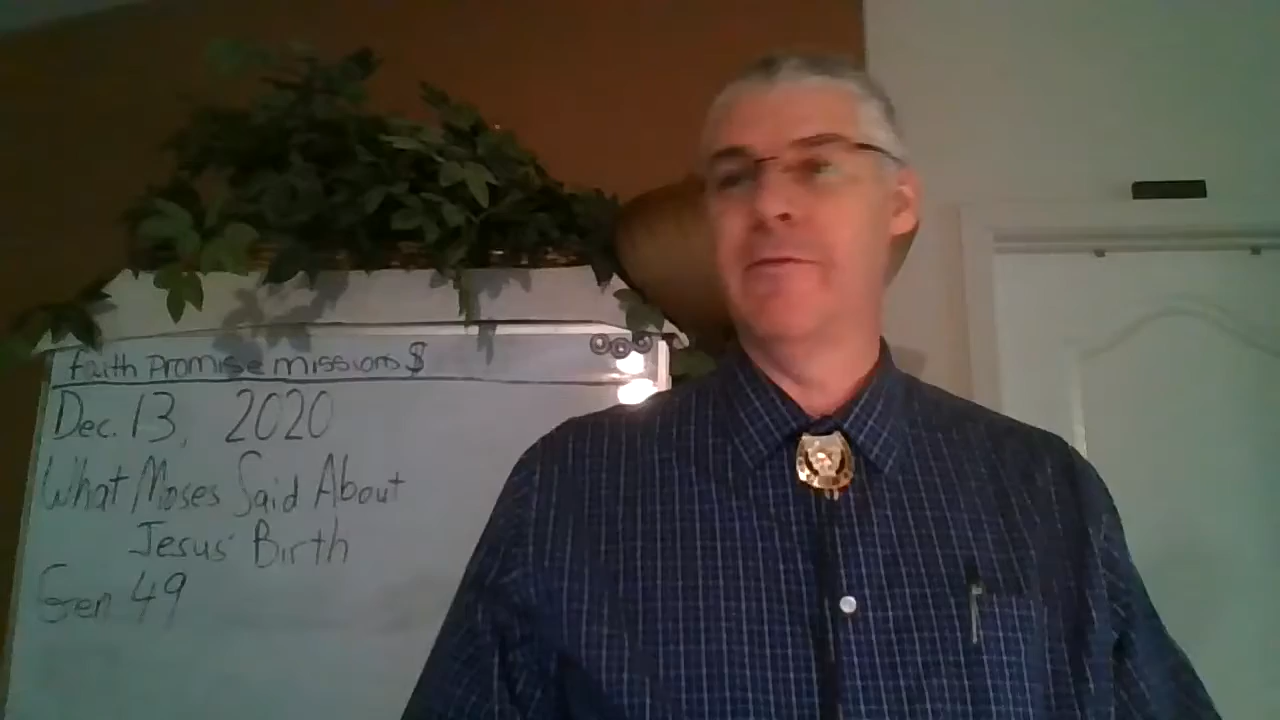 faith promise missions $
Dec. 13, 2020
What Moses Said About
Jesus' Birth
Gen 49